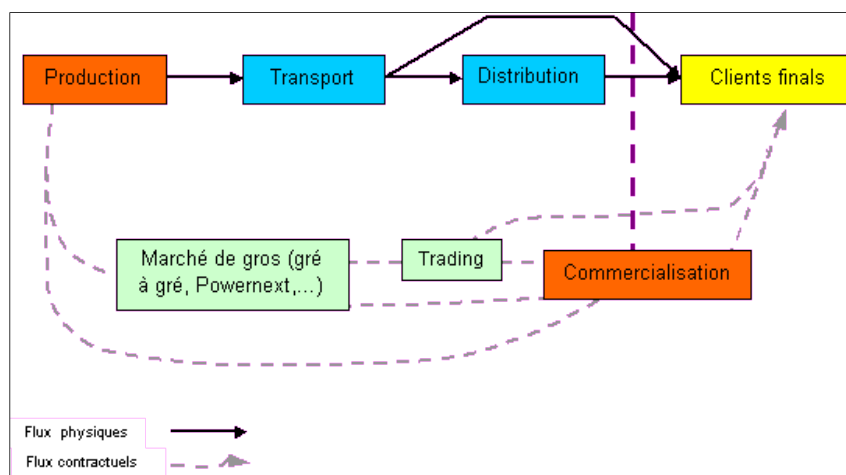 Production
Transport
Distribution
Clients finals
Marché de gros (gré
à gré, Powernext,...)
Trading
Commercialisation
Flux physiques
Flux contractuels